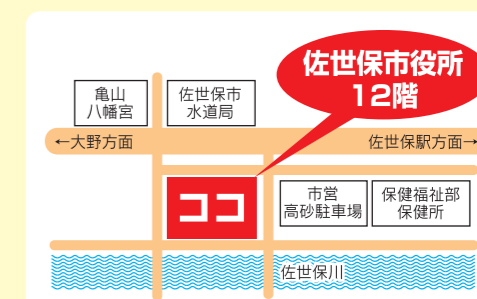 佐世保市役所
12階
亀山
八幡宮
佐世保市
水道局
←大野方面
佐世保駅方面→
ココ
市営
高砂駐車場
保健福祉部
保健所
佐世保川